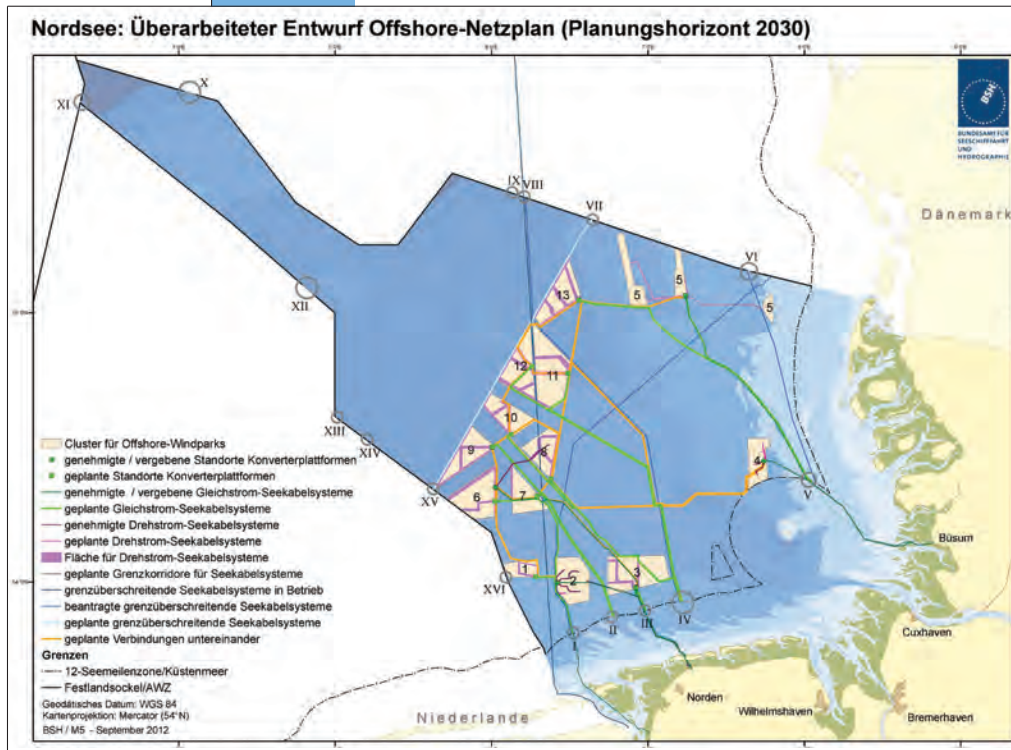 Nordsee: Überarbeiteter Entwurf Offshore-Netzplan (Planungshorizont 2030)
BSH
BUNDESAMT FÜR
SEESCHIFFFAHRT
UND
HYDROGRAPHIE
X
XI
IX
VIII
VII
Dänemark
VI
XII
5
5
5
13
12
11
10
XIII
XIV
9
8
4
XV
6
7
V
Büsum
1
2
3
XVI
I
II
III
IV
Cuxhaven
Norden
Wilhelmshaven
Bremerhaven
Niederlande
Cluster für Offshore-Windparks
genehmigte / vergebene Standorte Konverterplattformen
geplante Standorte Konverterplattformen
genehmigte / vergebene Gleichstrom-Seekabelsysteme
geplante Gleichstrom-Seekabelsysteme
genehmigte Drehstrom-Seekabelsysteme
geplante Drehstrom-Seekabelsysteme
Fläche für Drehstrom-Seekabelsysteme
geplante Grenzkorridore für Seekabelsysteme
grenzüberschreitende Seekabelsysteme in Betrieb
beantragte grenzüberschreitende Seekabelsysteme
geplante grenzüberschreitende Seekabelsysteme
geplante Verbindungen untereinander
Grenzen
12-Seemeilenzone/Küstenmeer
Festlandsockel/AWZ
Geodätisches Datum: WGS 84
Kartenprojektion: Mercator (54°N)
BSH / M5 - September 2012